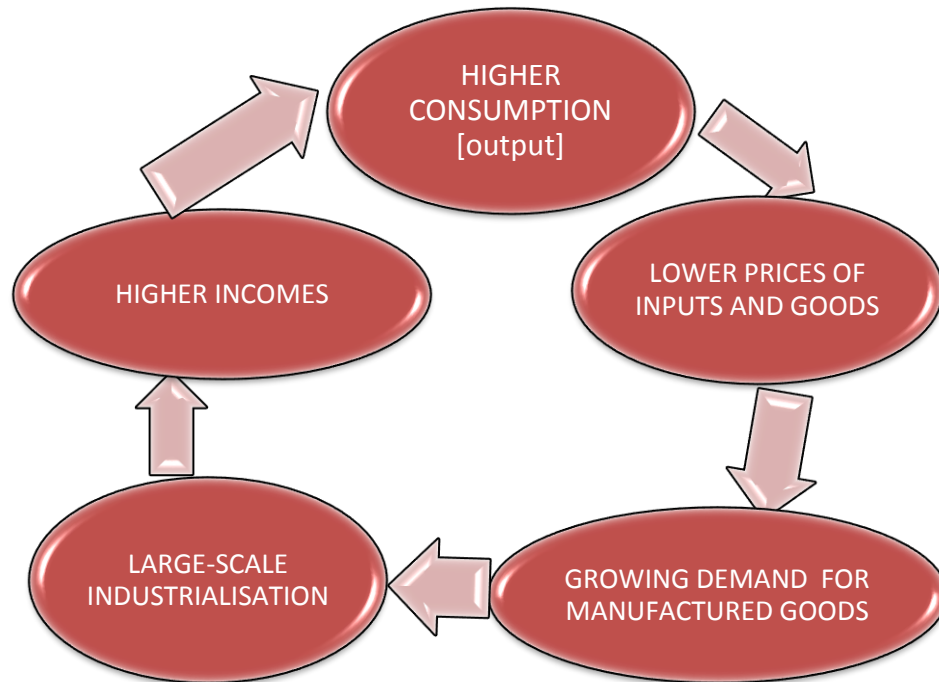 HIGHER
CONSUMPTION
[output]
LOWER PRICES OF
INPUTS AND GOODS
GROWING DEMAND FOR
MANUFACTURED GOODS
LARGE-SCALE
INDUSTRIALISATION
HIGHER INCOMES